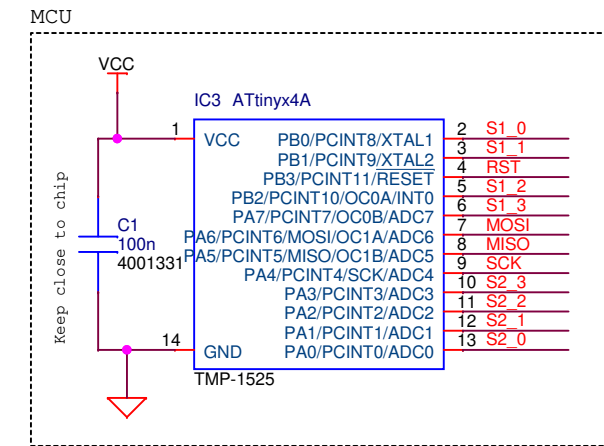 MCU
VCC
IC3 ATtinyx4A
1 VCC PB0/PCINT8/XTAL1 2 S1_0
PB1/PCINT9/XTAL2 3 S1_1
PB3/PCINT11/RESET 4 RST
PB2/PCINT10/OC0A/INT0 5 S1_2
PA7/PCINT7/OC0B/ADC7 6 S1_3
PA6/PCINT6/MOSI/OC1A/ADC6 7 MOSI
PA5/PCINT5/MISO/OC1B/ADC5 8 MISO
PA4/PCINT4/SCK/ADC4 9 SCK
PA3/PCINT3/ADC3 10 S2_3
PA2/PCINT2/ADC2 11 S2_2
PA1/PCINT1/ADC1 12 S2_1
14 GND PA0/PCINT0/ADC0 13 S2_0
TMP-1525
C1
100n
4001331
Keep close to chip